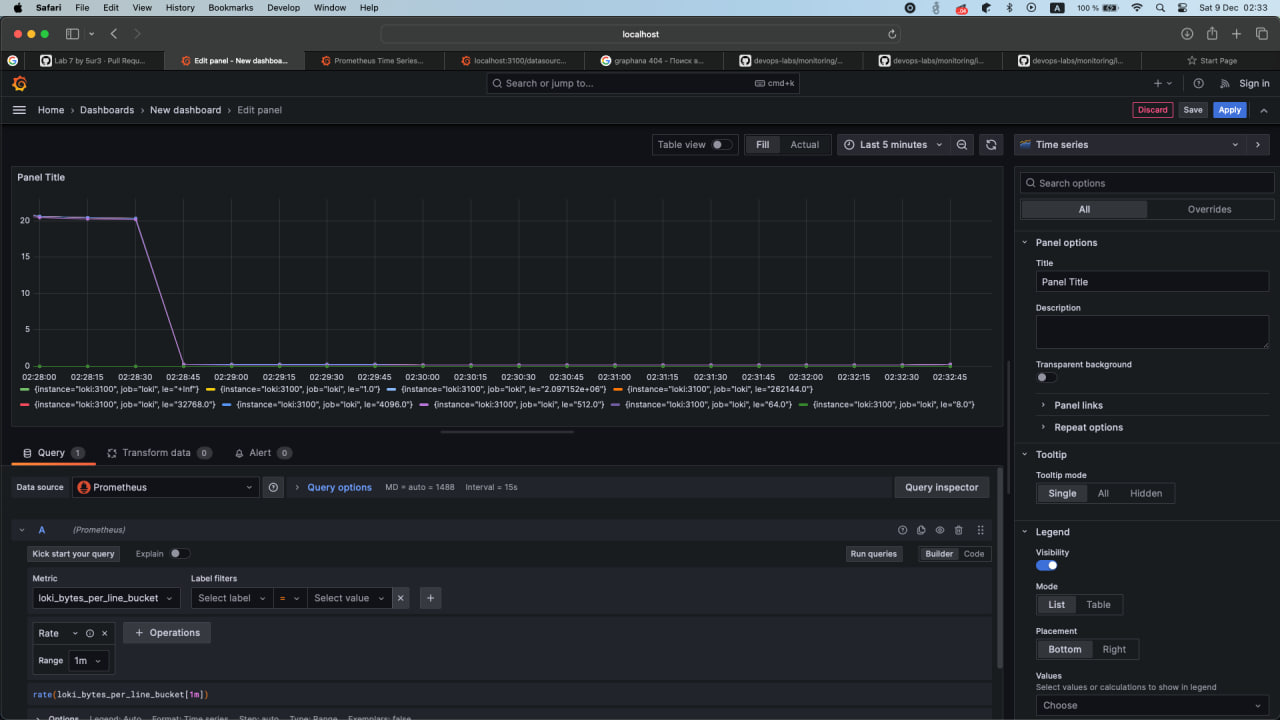 Safari File Edit View History Bookmarks Develop Window Help 100 % A Sat 9 Dec 02:33
localhost
Lab 7 by 5ur3 · Pull Requ... Edit panel - New dashboa... Prometheus Time Series... localhost:3100/datasourc... graphana 404 - Поиск в... devops-labs/monitoring/... devops-labs/monitoring/i... devops-labs/monitoring/i... Start Page
Search or jump to... cmd+k Sign in
Home > Dashboards > New dashboard > Edit panel Discard Save Apply
Table view Fill Actual Last 5 minutes Time series
Panel Title
Search options
All Overrides
20
15
10
5
0
02:28:00 02:28:15 02:28:30 02:28:45 02:29:00 02:29:15 02:29:30 02:29:45 02:30:00 02:30:15 02:30:30 02:30:45 02:31:00 02:31:15 02:31:30 02:31:45 02:32:00 02:32:15 02:32:30 02:32:45
{instance="loki:3100", job="loki", le="+Inf"} {instance="loki:3100", job="loki", le="1.0"} {instance="loki:3100", job="loki", le="2.097152e+06"} {instance="loki:3100", job="loki", le="262144.0"}
{instance="loki:3100", job="loki", le="32768.0"} {instance="loki:3100", job="loki", le="4096.0"} {instance="loki:3100", job="loki", le="512.0"} {instance="loki:3100", job="loki", le="64.0"} {instance="loki:3100", job="loki", le="8.0"}
Panel options
Title
Panel Title
Description
Transparent background
Panel links
Repeat options
Tooltip
Tooltip mode
Single All Hidden
Legend
Visibility
Mode
List Table
Placement
Bottom Right
Values
Select values or calculations to show in legend
Choose
Query 1 Transform data 0 Alert 0
Data source Prometheus > Query options MD = auto = 1488 Interval = 15s Query inspector
A (Prometheus)
Kick start your query Explain Run queries Builder Code
Metric Label filters
loki_bytes_per_line_bucket Select label = Select value × +
Rate × + Operations
Range 1m
rate(loki_bytes_per_line_bucket[1m])
> Options Legend: Auto Format: Time series Step: auto Type: Range Exemplars: false